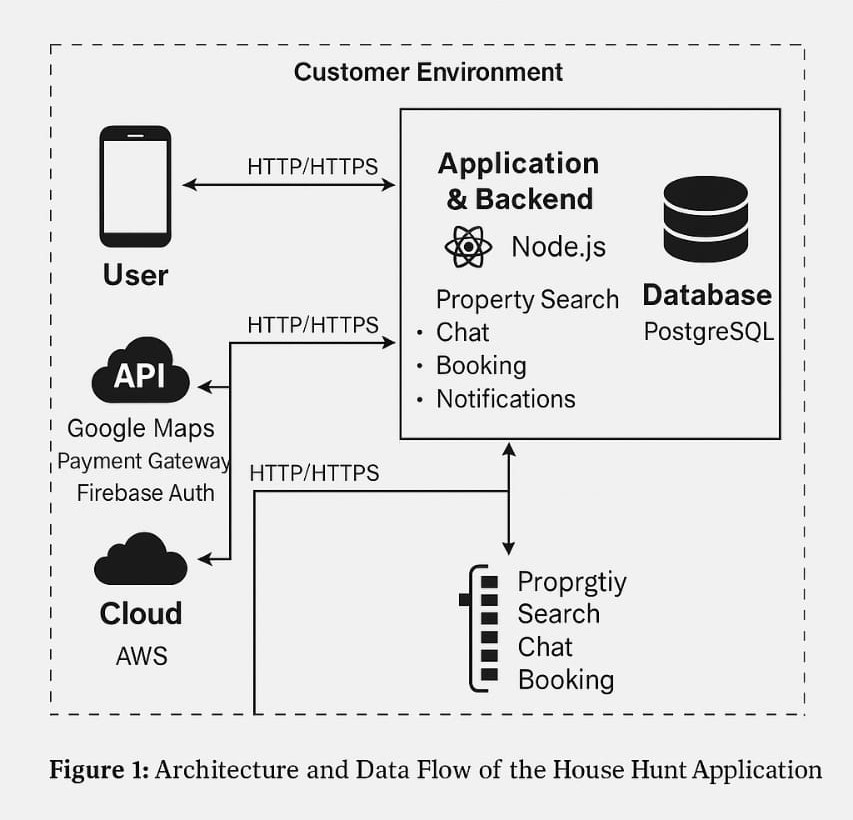 Customer Environment
HTTP/HTTPS
User
Application
& Backend
Node.js
Property Search
• Chat
• Booking
• Notifications
Database
PostgreSQL
HTTP/HTTPS
API
Google Maps
Payment Gateway
Firebase Auth
HTTP/HTTPS
Cloud
AWS
Proprgtiy
Search
Chat
Booking
Figure 1: Architecture and Data Flow of the House Hunt Application